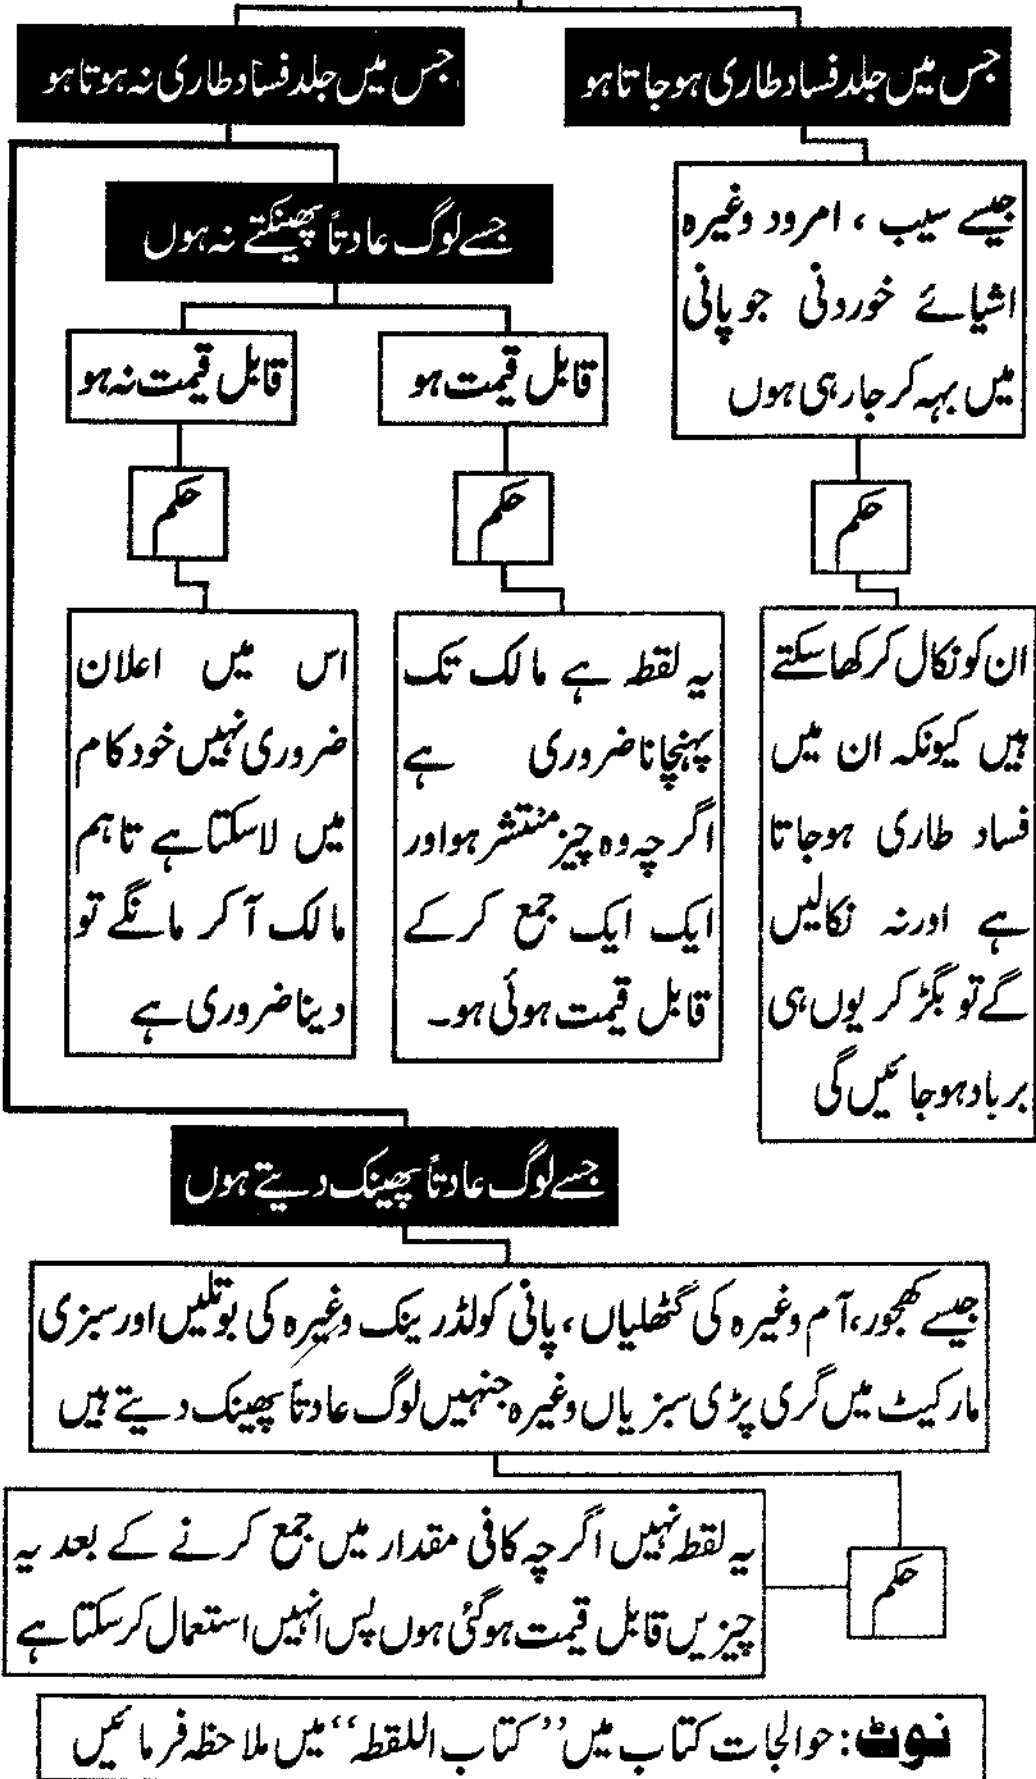 جس میں جلد فساد طاری ہو جاتا ہو
جس میں جلد فساد طاری نہ ہوتا ہو
جیسے سیب ، امرود وغیرہ
اشیائے خوردنی جو پانی
میں بہہ کر جا رہی ہوں
جسے لوگ عادتاً پھینکتے نہ ہوں
قابل قیمت ہو
قابل قیمت نہ ہو
حکم
حکم
حکم
ان کو نکال کر کھا سکتے
ہیں کیونکہ ان میں
فساد طاری ہو جاتا
ہے اور نہ نکالیں
گے تو بگڑ کر یوں ہی
برباد ہو جائیں گی
یہ لقطہ ہے مالک تک
پہنچانا ضروری ہے
اگرچہ وہ چیز منتشر ہو اور
ایک ایک جمع کر کے
قابل قیمت ہوئی ہو۔
اس میں اعلان
ضروری نہیں خود کام
میں لا سکتا ہے تاہم
مالک آ کر مانگے تو
دینا ضروری ہے
جسے لوگ عادتاً پھینک دیتے ہوں
جیسے کھجور، آم وغیرہ کی گٹھلیاں، پانی کولڈرینک وغیرہ کی بوتلیں اور سبزی
مارکیٹ میں گری پڑی سبزیاں وغیرہ جنہیں لوگ عادتاً پھینک دیتے ہیں
حکم
یہ لقطہ نہیں اگرچہ کافی مقدار میں جمع کرنے کے بعد یہ
چیزیں قابل قیمت ہو گئی ہوں پس انہیں استعمال کر سکتا ہے
نوٹ: حوالجات کتاب میں ”کتاب اللقطہ“ میں ملاحظہ فرمائیں